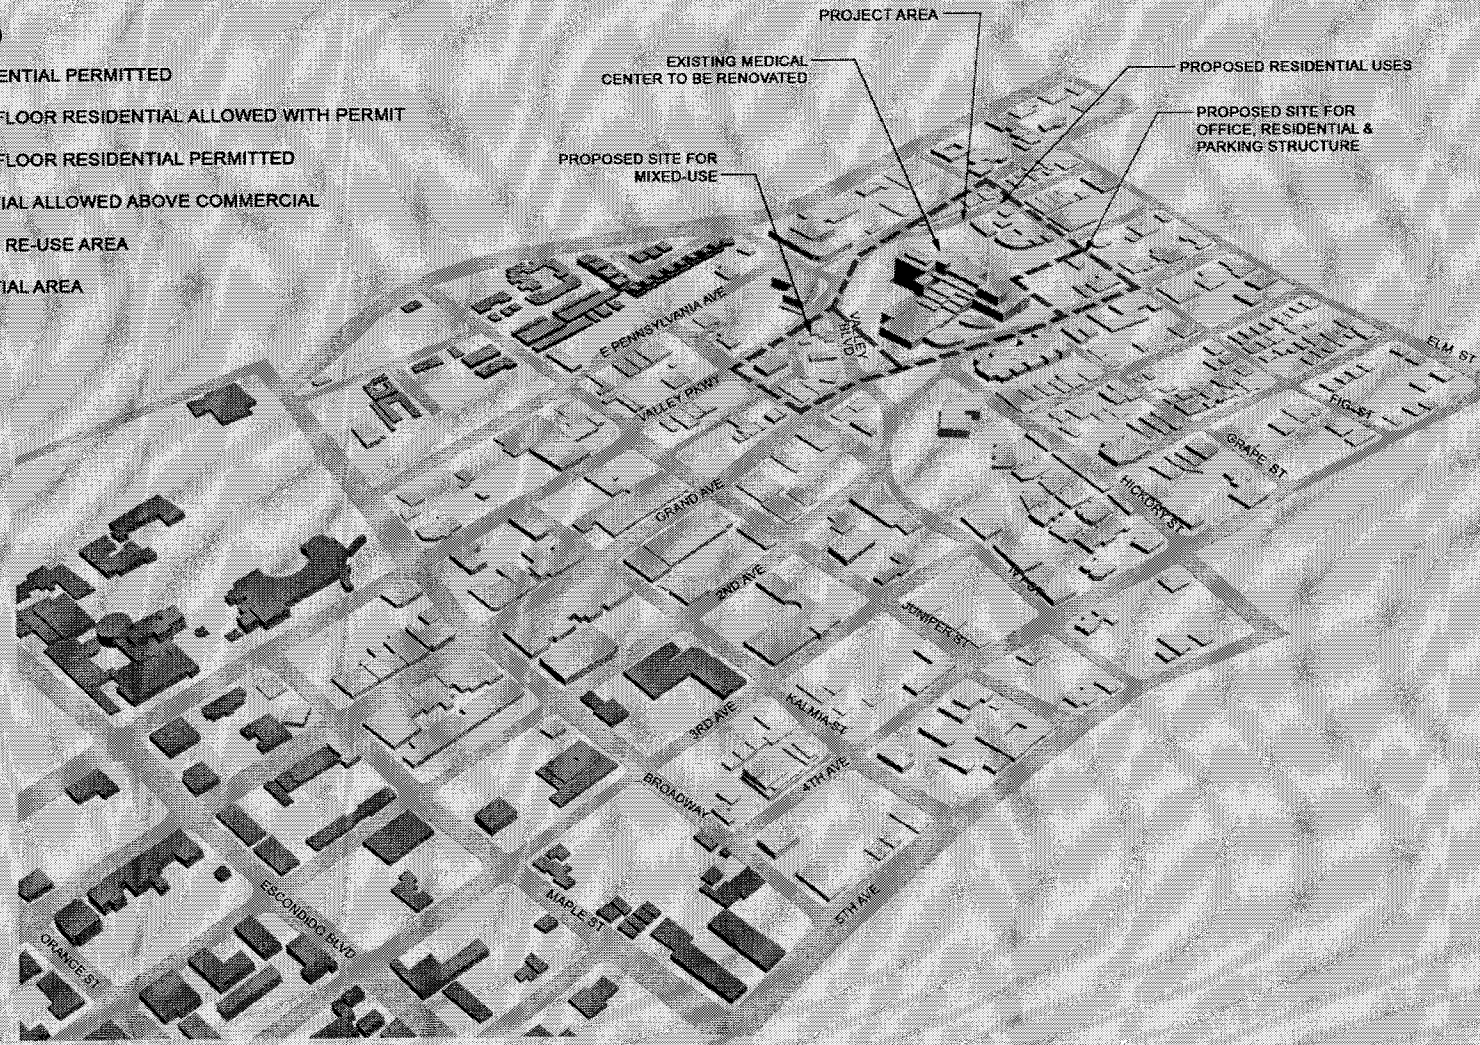 ENTIAL PERMITTED
FLOOR RESIDENTIAL ALLOWED WITH PERMIT
FLOOR RESIDENTIAL PERMITTED
IAL ALLOWED ABOVE COMMERCIAL
RE-USE AREA
IAL AREA
PROJECT AREA
EXISTING MEDICAL
CENTER TO BE RENOVATED
PROPOSED RESIDENTIAL USES
PROPOSED SITE FOR
OFFICE, RESIDENTIAL &
PARKING STRUCTURE
PROPOSED SITE FOR
MIXED-USE
E PENNSYLVANIA AVE
VALLEY
BLVD
VALLEY PKWY
ELM ST
FIG ST
GRAPE ST
HICKORY ST
GRAND AVE
2ND AVE
IVY ST
JUNIPER ST
3RD AVE
KALMIA ST
4TH AVE
BROADWAY
5TH AVE
MAPLE ST
ESCONDIDO BLVD
ORANGE ST